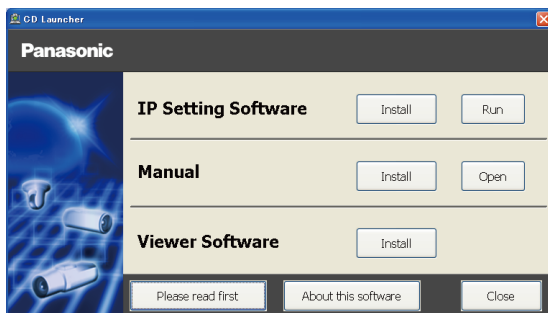 CD Launcher
Panasonic
IP Setting Software Install Run
Manual Install Open
Viewer Software Install
Please read first About this software Close